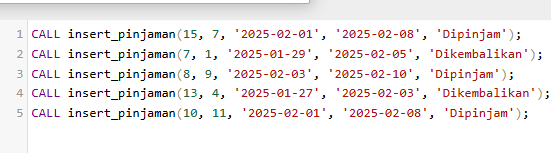 1 CALL insert_pinjaman(15, 7, '2025-02-01', '2025-02-08', 'Dipinjam');
2 CALL insert_pinjaman(7, 1, '2025-01-29', '2025-02-05', 'Dikembalikan');
3 CALL insert_pinjaman(8, 9, '2025-02-03', '2025-02-10', 'Dipinjam');
4 CALL insert_pinjaman(13, 4, '2025-01-27', '2025-02-03', 'Dikembalikan');
5 CALL insert_pinjaman(10, 11, '2025-02-01', '2025-02-08', 'Dipinjam');